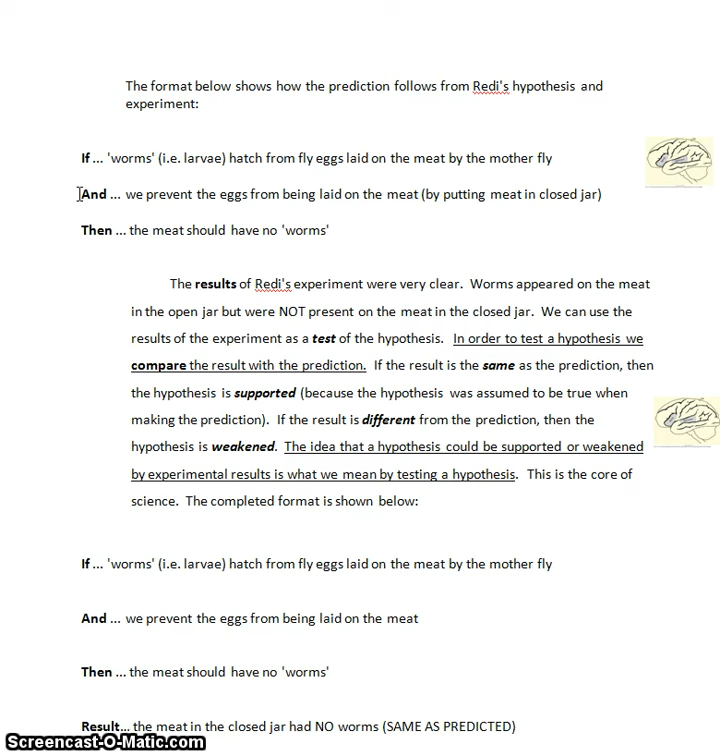 The format below shows how the prediction follows from Redi's hypothesis and
experiment:
If ... 'worms' (i.e. larvae) hatch from fly eggs laid on the meat by the mother fly
And ... we prevent the eggs from being laid on the meat (by putting meat in closed jar)
Then ... the meat should have no 'worms'
The results of Redi's experiment were very clear. Worms appeared on the meat
in the open jar but were NOT present on the meat in the closed jar. We can use the
results of the experiment as a test of the hypothesis. In order to test a hypothesis we
compare the result with the prediction. If the result is the same as the prediction, then
the hypothesis is supported (because the hypothesis was assumed to be true when
making the prediction). If the result is different from the prediction, then the
hypothesis is weakened. The idea that a hypothesis could be supported or weakened
by experimental results is what we mean by testing a hypothesis. This is the core of
science. The completed format is shown below:
If ... 'worms' (i.e. larvae) hatch from fly eggs laid on the meat by the mother fly
And ... we prevent the eggs from being laid on the meat
Then ... the meat should have no 'worms'
Result... the meat in the closed jar had NO worms (SAME AS PREDICTED)
Screencast-O-Matic.com